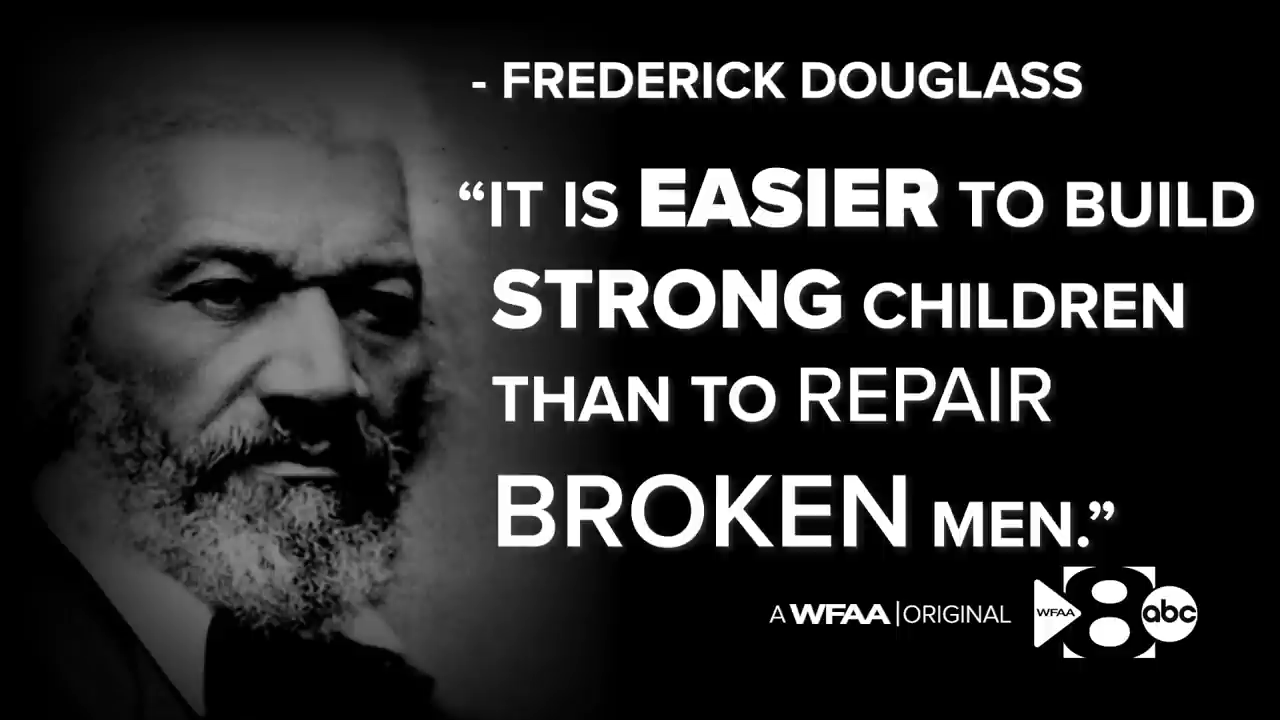 - FREDERICK DOUGLASS
“IT IS EASIER TO BUILD
STRONG CHILDREN
THAN TO REPAIR
BROKEN MEN.”
A WFAA | ORIGINAL
WFAA 8 abc